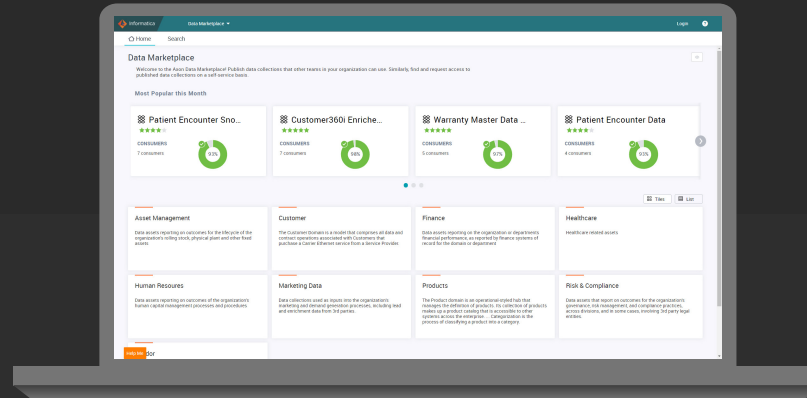 Informatica
Data Marketplace
Login
?
Home
Search
Data Marketplace
Welcome to the Axon Data Marketplace! Publish data collections that other teams in your organization can use. Similarly, find and request access to
published data collections on a self-service basis.
Most Popular this Month
Patient Encounter Sno...
CONSUMERS
7 consumers
93%
Customer360i Enriche...
CONSUMERS
7 consumers
98%
Warranty Master Data ...
CONSUMERS
5 consumers
97%
Patient Encounter Data
CONSUMERS
4 consumers
93%
Tiles
List
Asset Management
Data assets reporting on outcomes for the lifecycle of the
organization's rolling stock, physical plant and other fixed
assets
Customer
The Customer Domain is a model that comprises all data and
contract operations associated with Customers that
purchase a Carrier Ethernet service from a Service Provider.
Finance
Data assets reporting on the organization or departments
financial performance, as reported by finance systems of
record for the domain or department
Healthcare
Healthcare related assets.
Human Resoures
Data assets reporting on outcomes of the organization's
human capital management processes and procedures
Marketing Data
Data collections used as inputs into the organization's
marketing and demand generation processes, including lead
and enrichment data from 3rd parties.
Products
The Product domain is an operational-styled hub that
manages the definition of products. Its collection of products
makes up a product catalog that is accessible to other
systems across the enterprise. ... Categorization is the
process of classifying a product into a category.
Risk & Compliance
Data assets that report on outcomes for the organization's
governance, risk management, and compliance practices,
across divisions, and in some cases, involving 3rd party legal
entities
dor